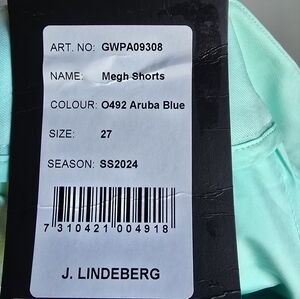 ART. NO: GWPA09308
NAME: Megh Shorts
COLOUR: O492 Aruba Blue
SIZE: 27
SEASON: SS2024
7 310421 004918
J. LINDEBERG